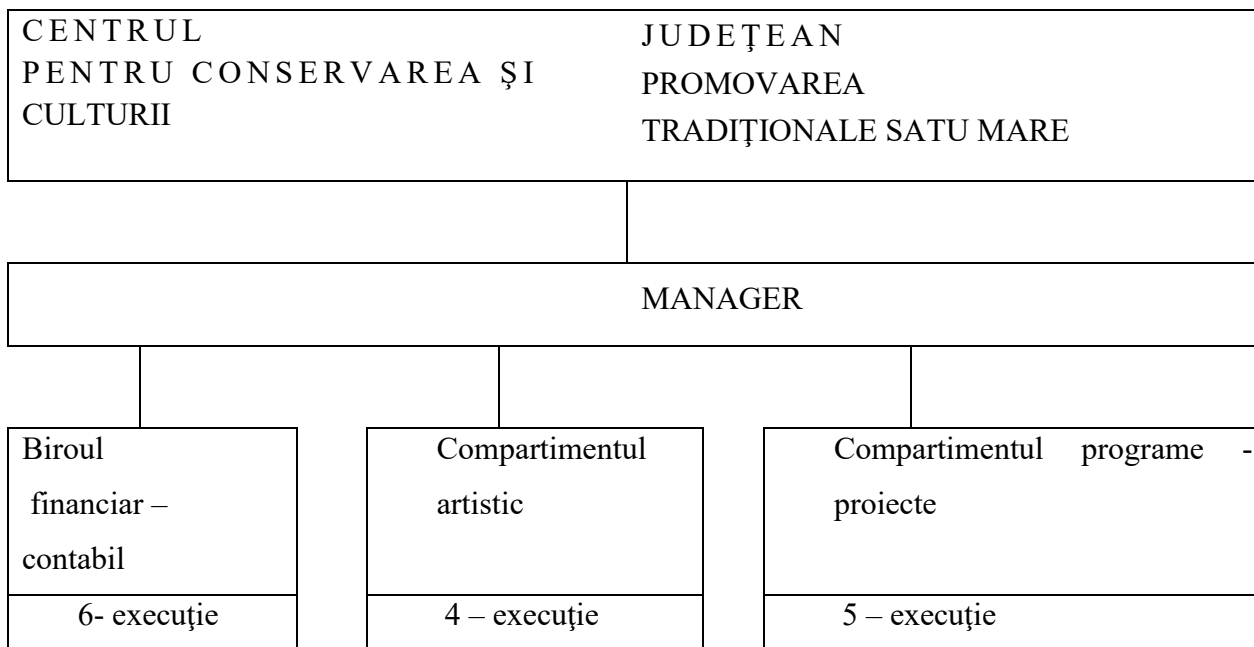 CENTRUL JUDEŢEAN
PENTRU CONSERVAREA ŞI PROMOVAREA
CULTURII TRADIŢIONALE SATU MARE
MANAGER
Biroul
financiar –
contabil
6- execuţie
Compartimentul
artistic
4 – execuţie
Compartimentul programe -
proiecte
5 – execuţie